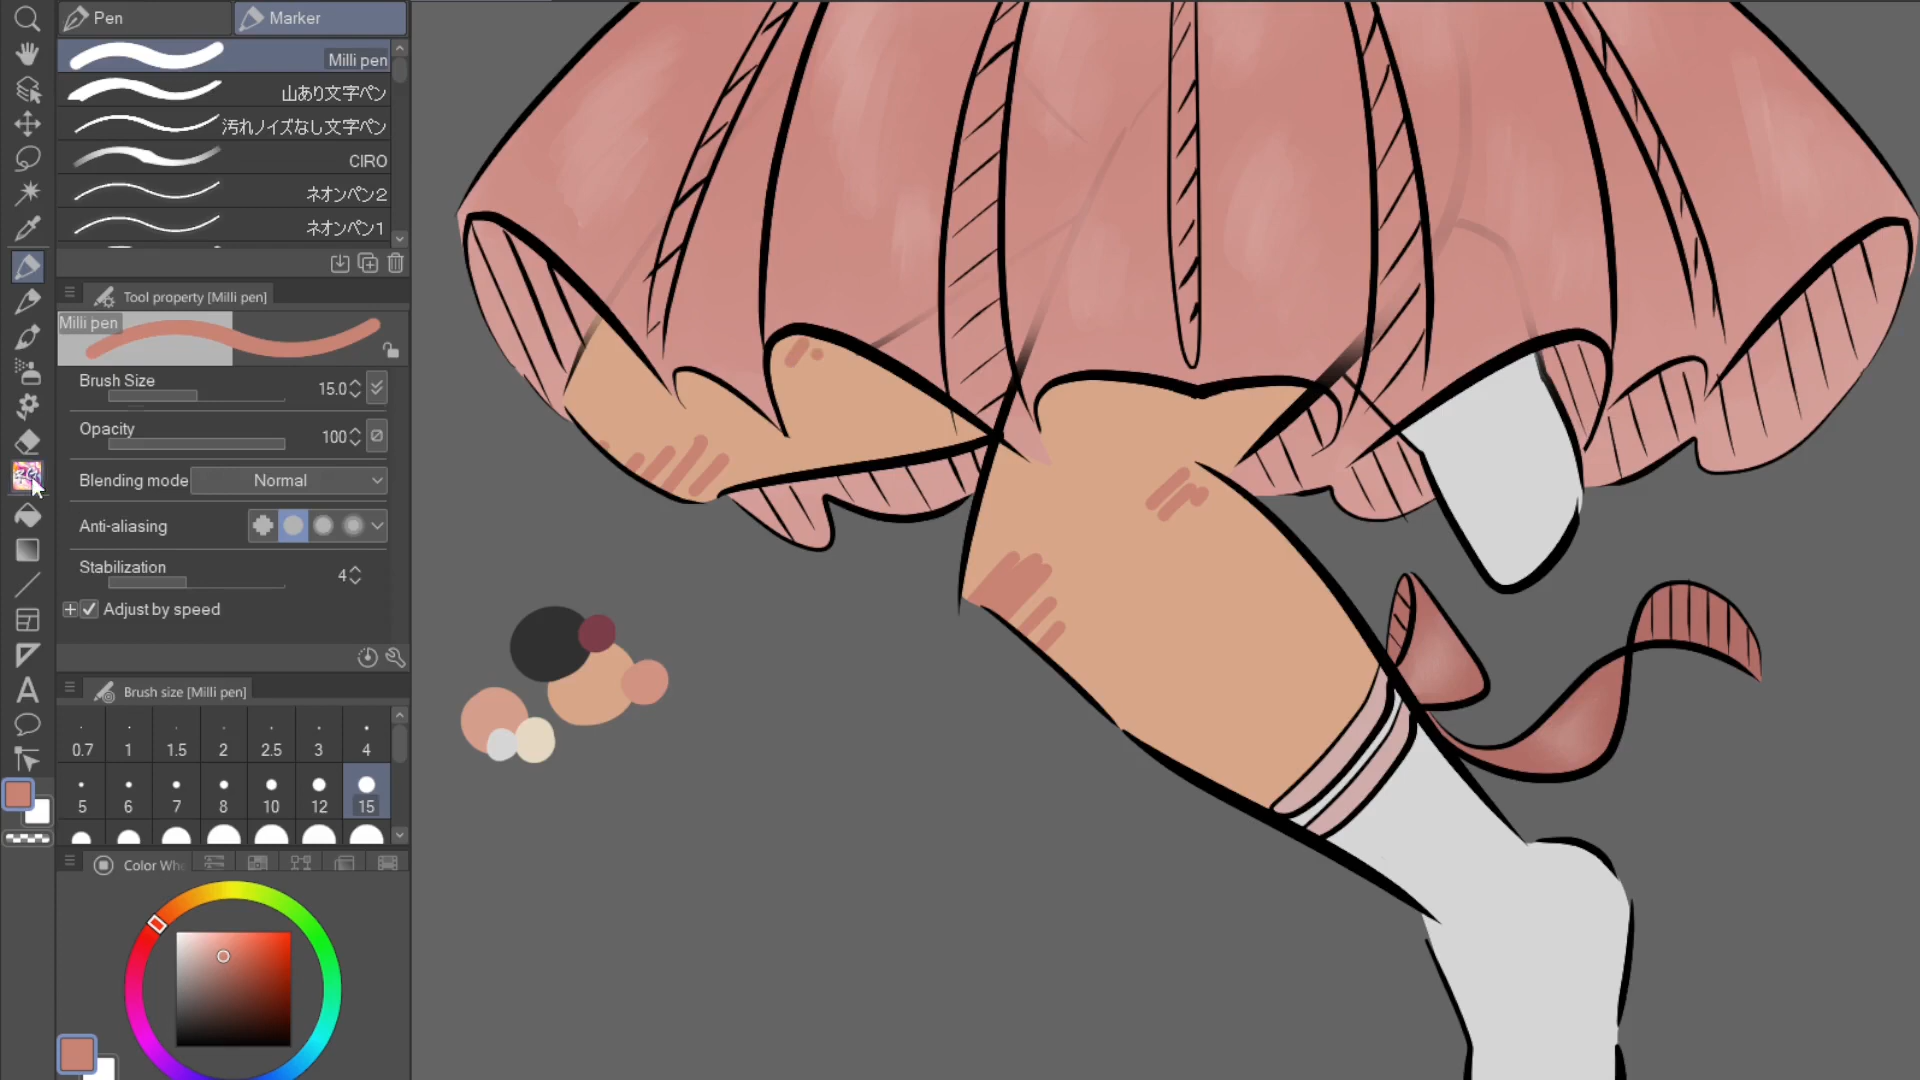 Pen
Marker
Milli pen
山あり文字ペン
汚れノイズなし文字ペン
CIRO
ネオンペン2
ネオンペン1
Tool property [Milli pen]
Milli pen
Brush Size 15.0
Opacity 100
Blending mode Normal
Anti-aliasing
Stabilization 4
Adjust by speed
Brush size [Milli pen]
0.7 1 1.5 2 2.5 3 4
5 6 7 8 10 12 15
Color Whe